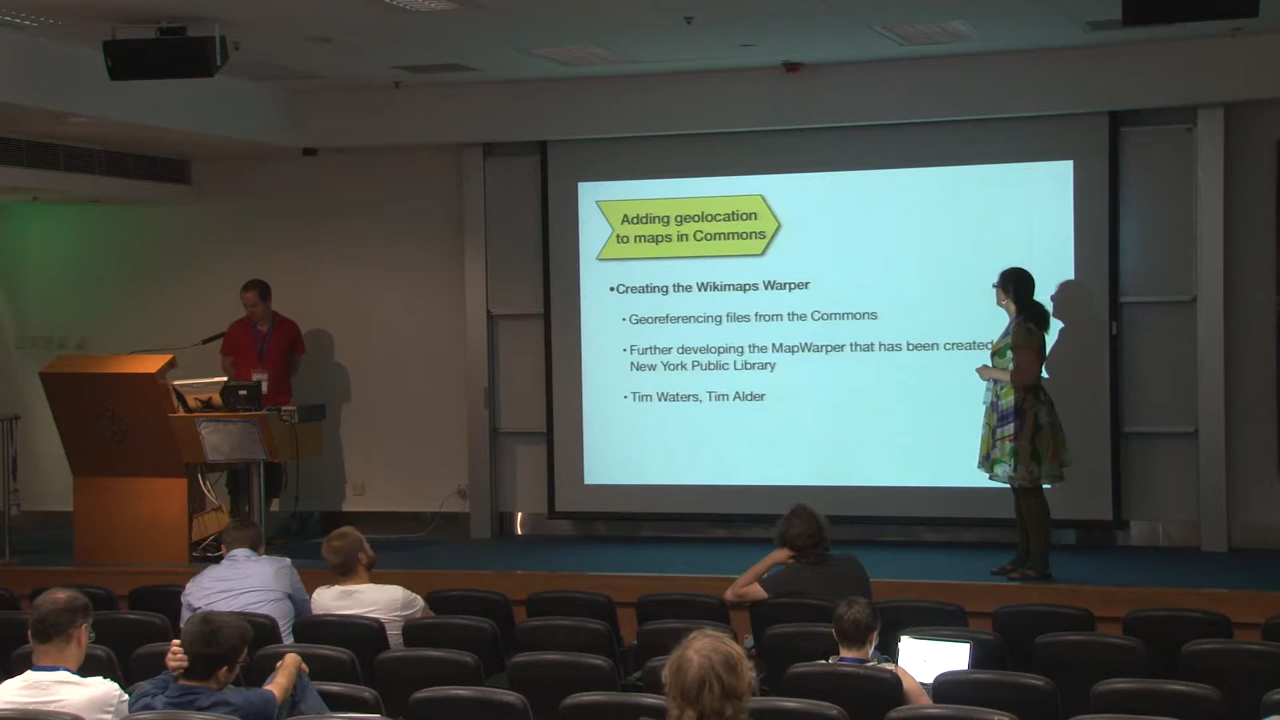 Adding geolocation
to maps in Commons
•Creating the Wikimaps Warper
• Georeferencing files from the Commons
• Further developing the MapWarper that has been created
New York Public Library
• Tim Waters, Tim Alder